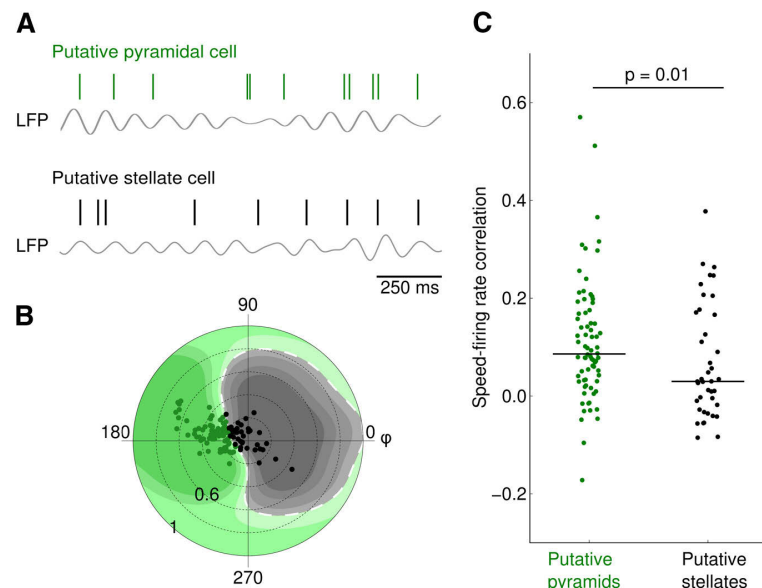 A
Putative pyramidal cell
LFP
Putative stellate cell
LFP
250 ms
B
90
180
0 φ
0.6
1
270
C
p = 0.01
Speed-firing rate correlation
0.6
0.4
0.2
0.0
−0.2
Putative
pyramids
Putative
stellates